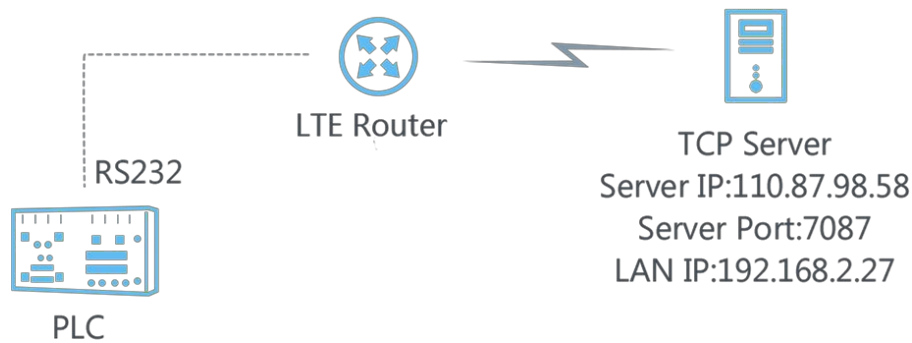 LTE Router
RS232
TCP Server
Server IP:110.87.98.58
Server Port:7087
LAN IP:192.168.2.27
PLC